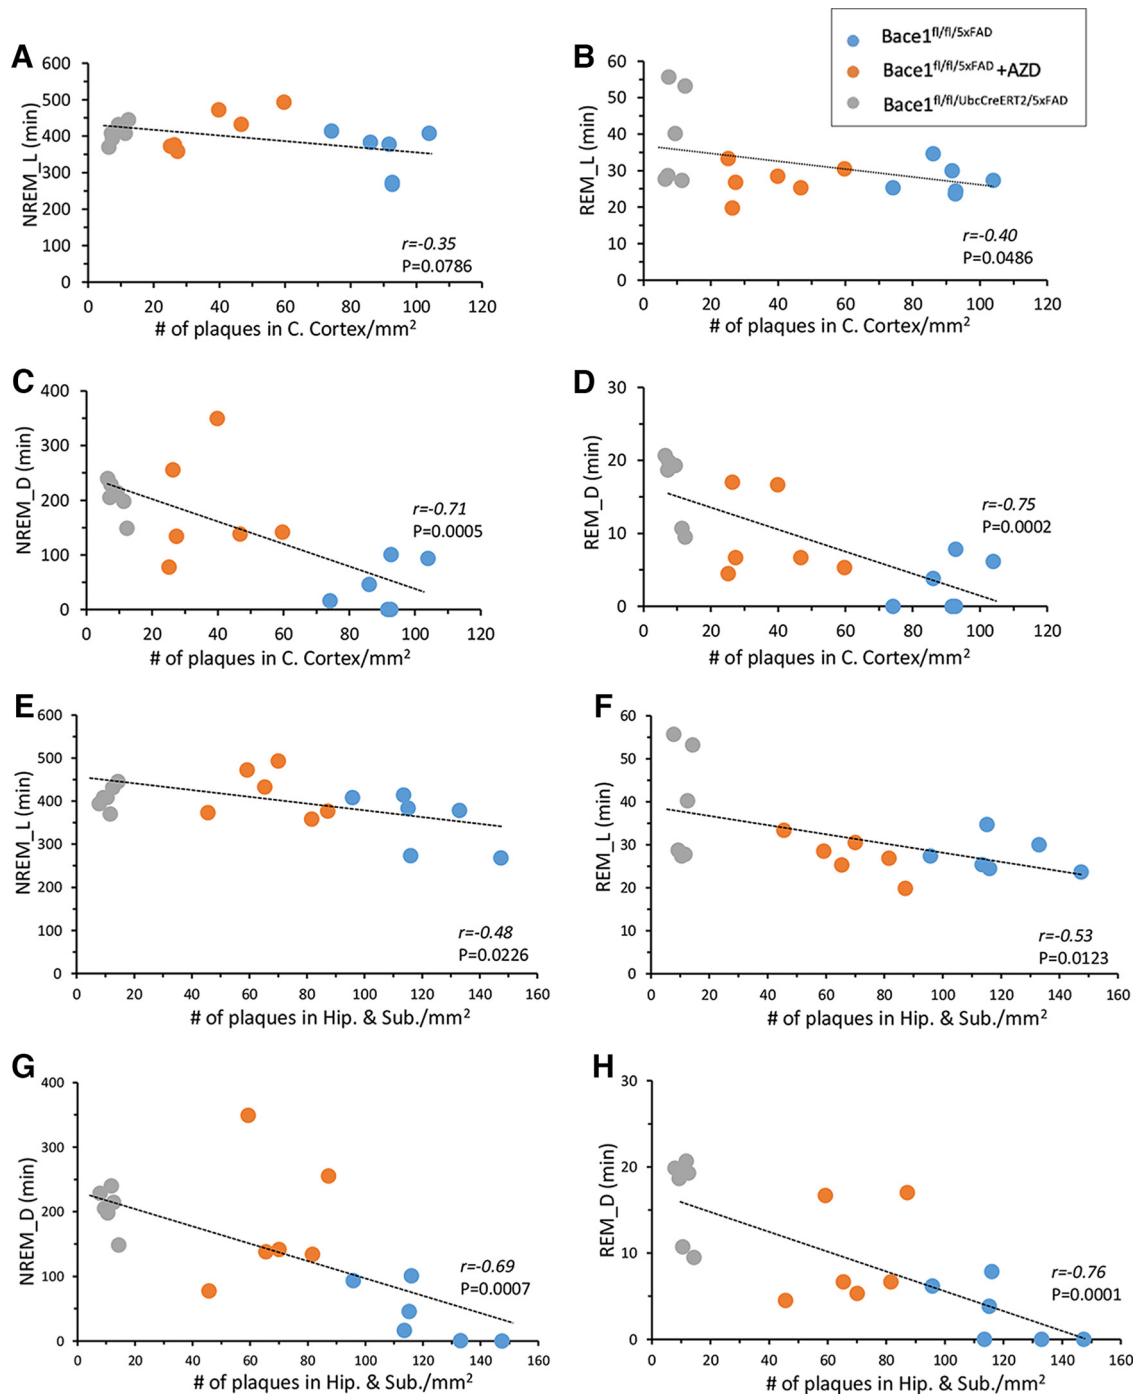 Bace1fl/fl/5xFAD
Bace1fl/fl/5xFAD +AZD
Bace1fl/fl/UbcCreERT2/5xFAD
A
NREM_L (min)
600
500
400
300
200
100
0
0 20 40 60 80 100 120
r=-0.35
P=0.0786
# of plaques in C. Cortex/mm2
B
REM_L (min)
60
50
40
30
20
10
0
0 20 40 60 80 100 120
r=-0.40
P=0.0486
# of plaques in C. Cortex/mm2
C
NREM_D (min)
400
300
200
100
0
0 20 40 60 80 100 120
r=-0.71
P=0.0005
# of plaques in C. Cortex/mm2
D
REM_D (min)
30
20
10
0
0 20 40 60 80 100 120
r=-0.75
P=0.0002
# of plaques in C. Cortex/mm2
E
NREM_L (min)
600
500
400
300
200
100
0
0 20 40 60 80 100 120 140 160
r=-0.48
P=0.0226
# of plaques in Hip. & Sub./mm2
F
REM_L (min)
60
50
40
30
20
10
0
0 20 40 60 80 100 120 140 160
r=-0.53
P=0.0123
# of plaques in Hip. & Sub./mm2
G
NREM_D (min)
400
300
200
100
0
0 20 40 60 80 100 120 140 160
r=-0.69
P=0.0007
# of plaques in Hip. & Sub./mm2
H
REM_D (min)
30
20
10
0
0 20 40 60 80 100 120 140 160
r=-0.76
P=0.0001
# of plaques in Hip. & Sub./mm2